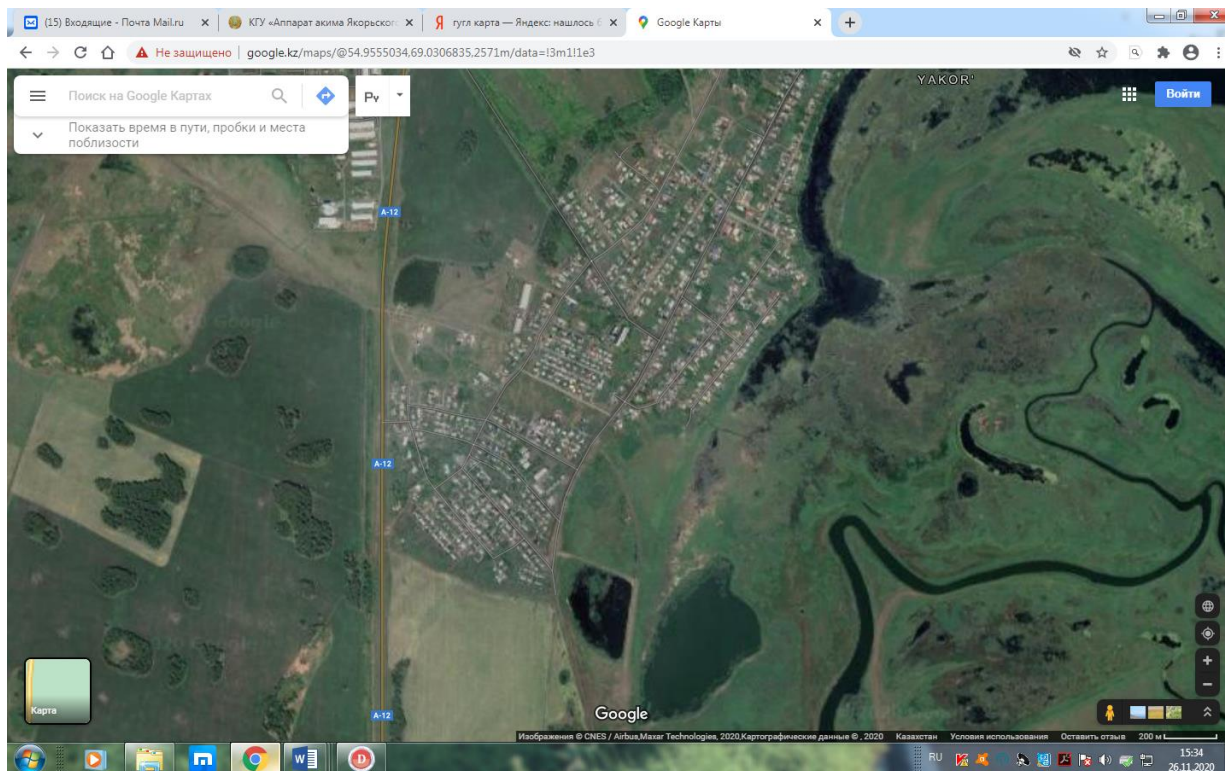 (15) Входящие - Почта Mail.ru
КГУ «Аппарат акима Якорьског
гугл карта — Яндекс: нашлось 6
Google Карты
Не защищено | google.kz/maps/@54.9555034,69.0306835,2571m/data=!3m1!1e3
Поиск на Google Картах
Ру
YAKOR'
Войти
Показать время в пути, пробки и места
поблизости
A-12
A-12
Карта
A-12
Google
Изображения © CNES / Airbus,Maxar Technologies, 2020,Картографические данные © , 2020 Казахстан Условия использования Оставить отзыв 200 м
RU
15:34
26.11.2020